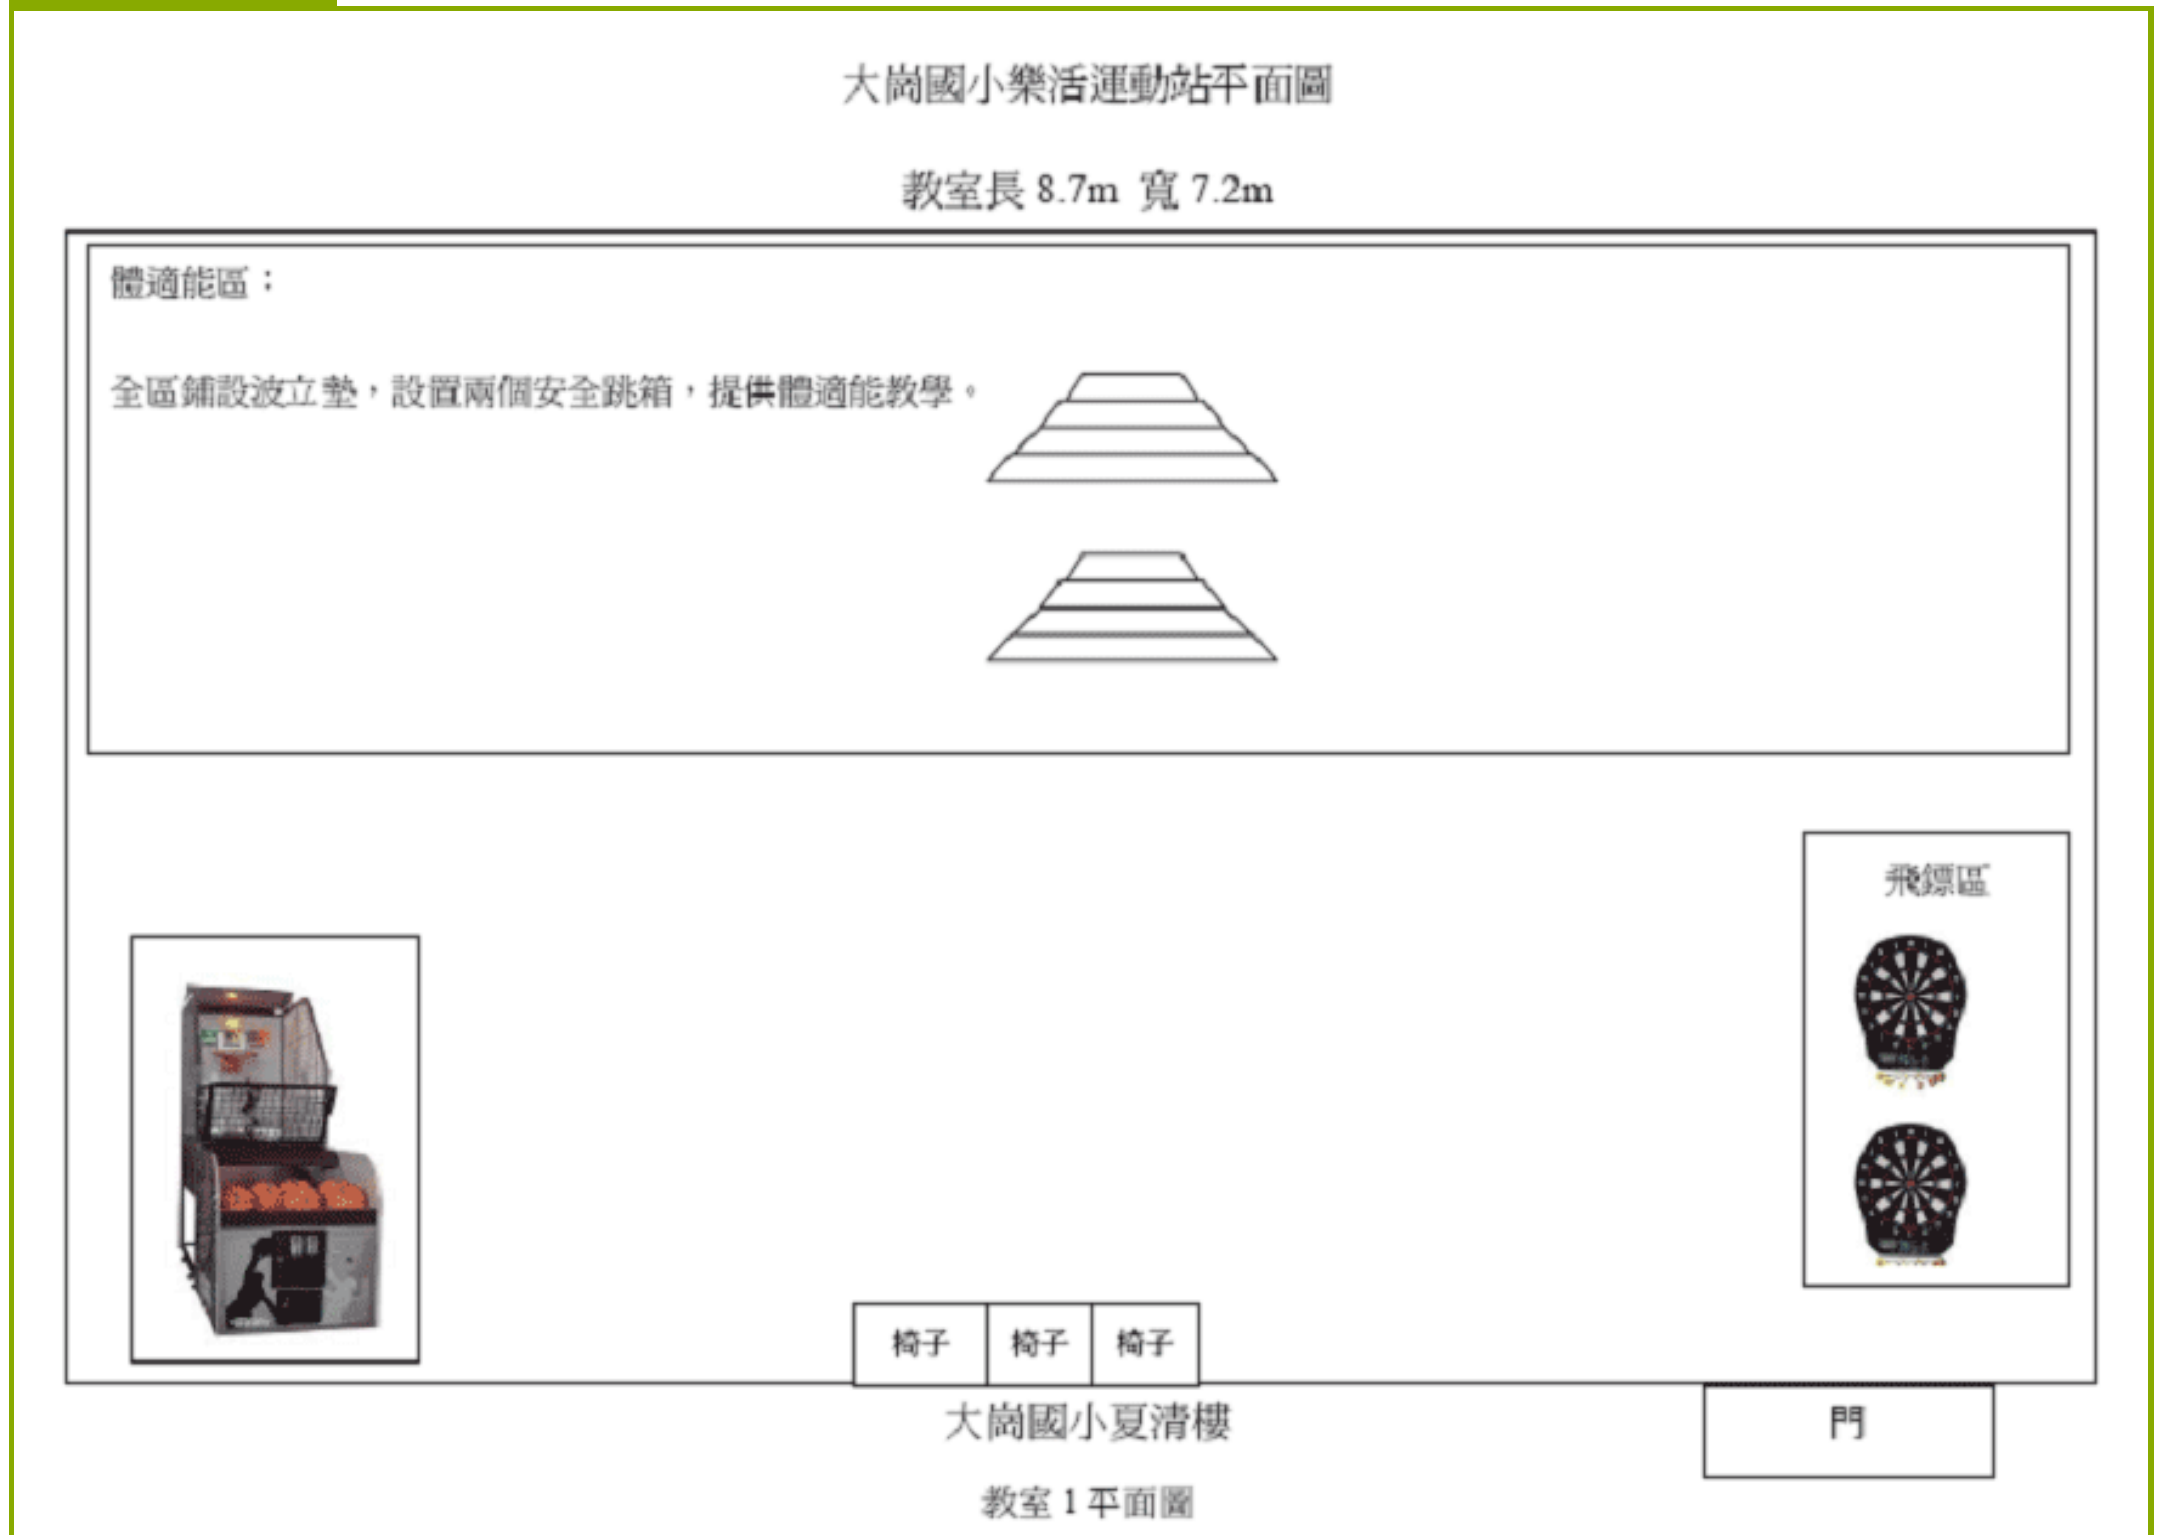 大崗國小樂活運動站平面圖
教室長 8.7m 寬 7.2m
體適能區：
全區鋪設波立墊，設置兩個安全跳箱，提供體適能教學。
飛鏢區
椅子 椅子 椅子
大崗國小夏清樓
門
教室 1 平面圖